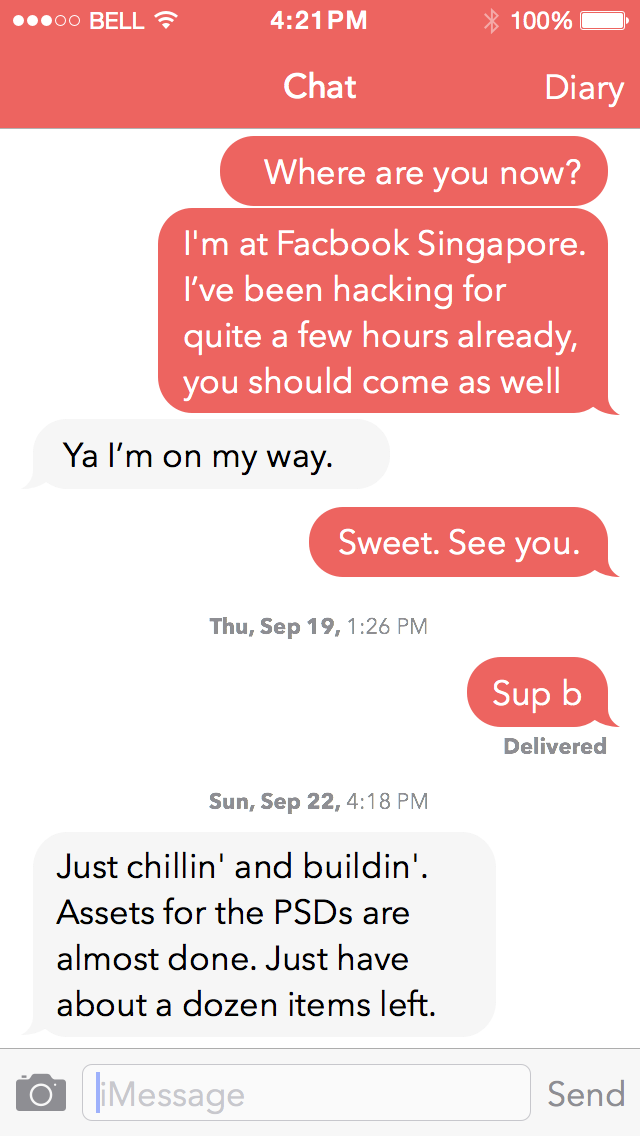 BELL 4:21PM 100%
Chat Diary
Where are you now?
I'm at Facbook Singapore.
I’ve been hacking for
quite a few hours already,
you should come as well
Ya I’m on my way.
Sweet. See you.
Thu, Sep 19, 1:26 PM
Sup b
Delivered
Sun, Sep 22, 4:18 PM
Just chillin' and buildin'.
Assets for the PSDs are
almost done. Just have
about a dozen items left.
iMessage Send